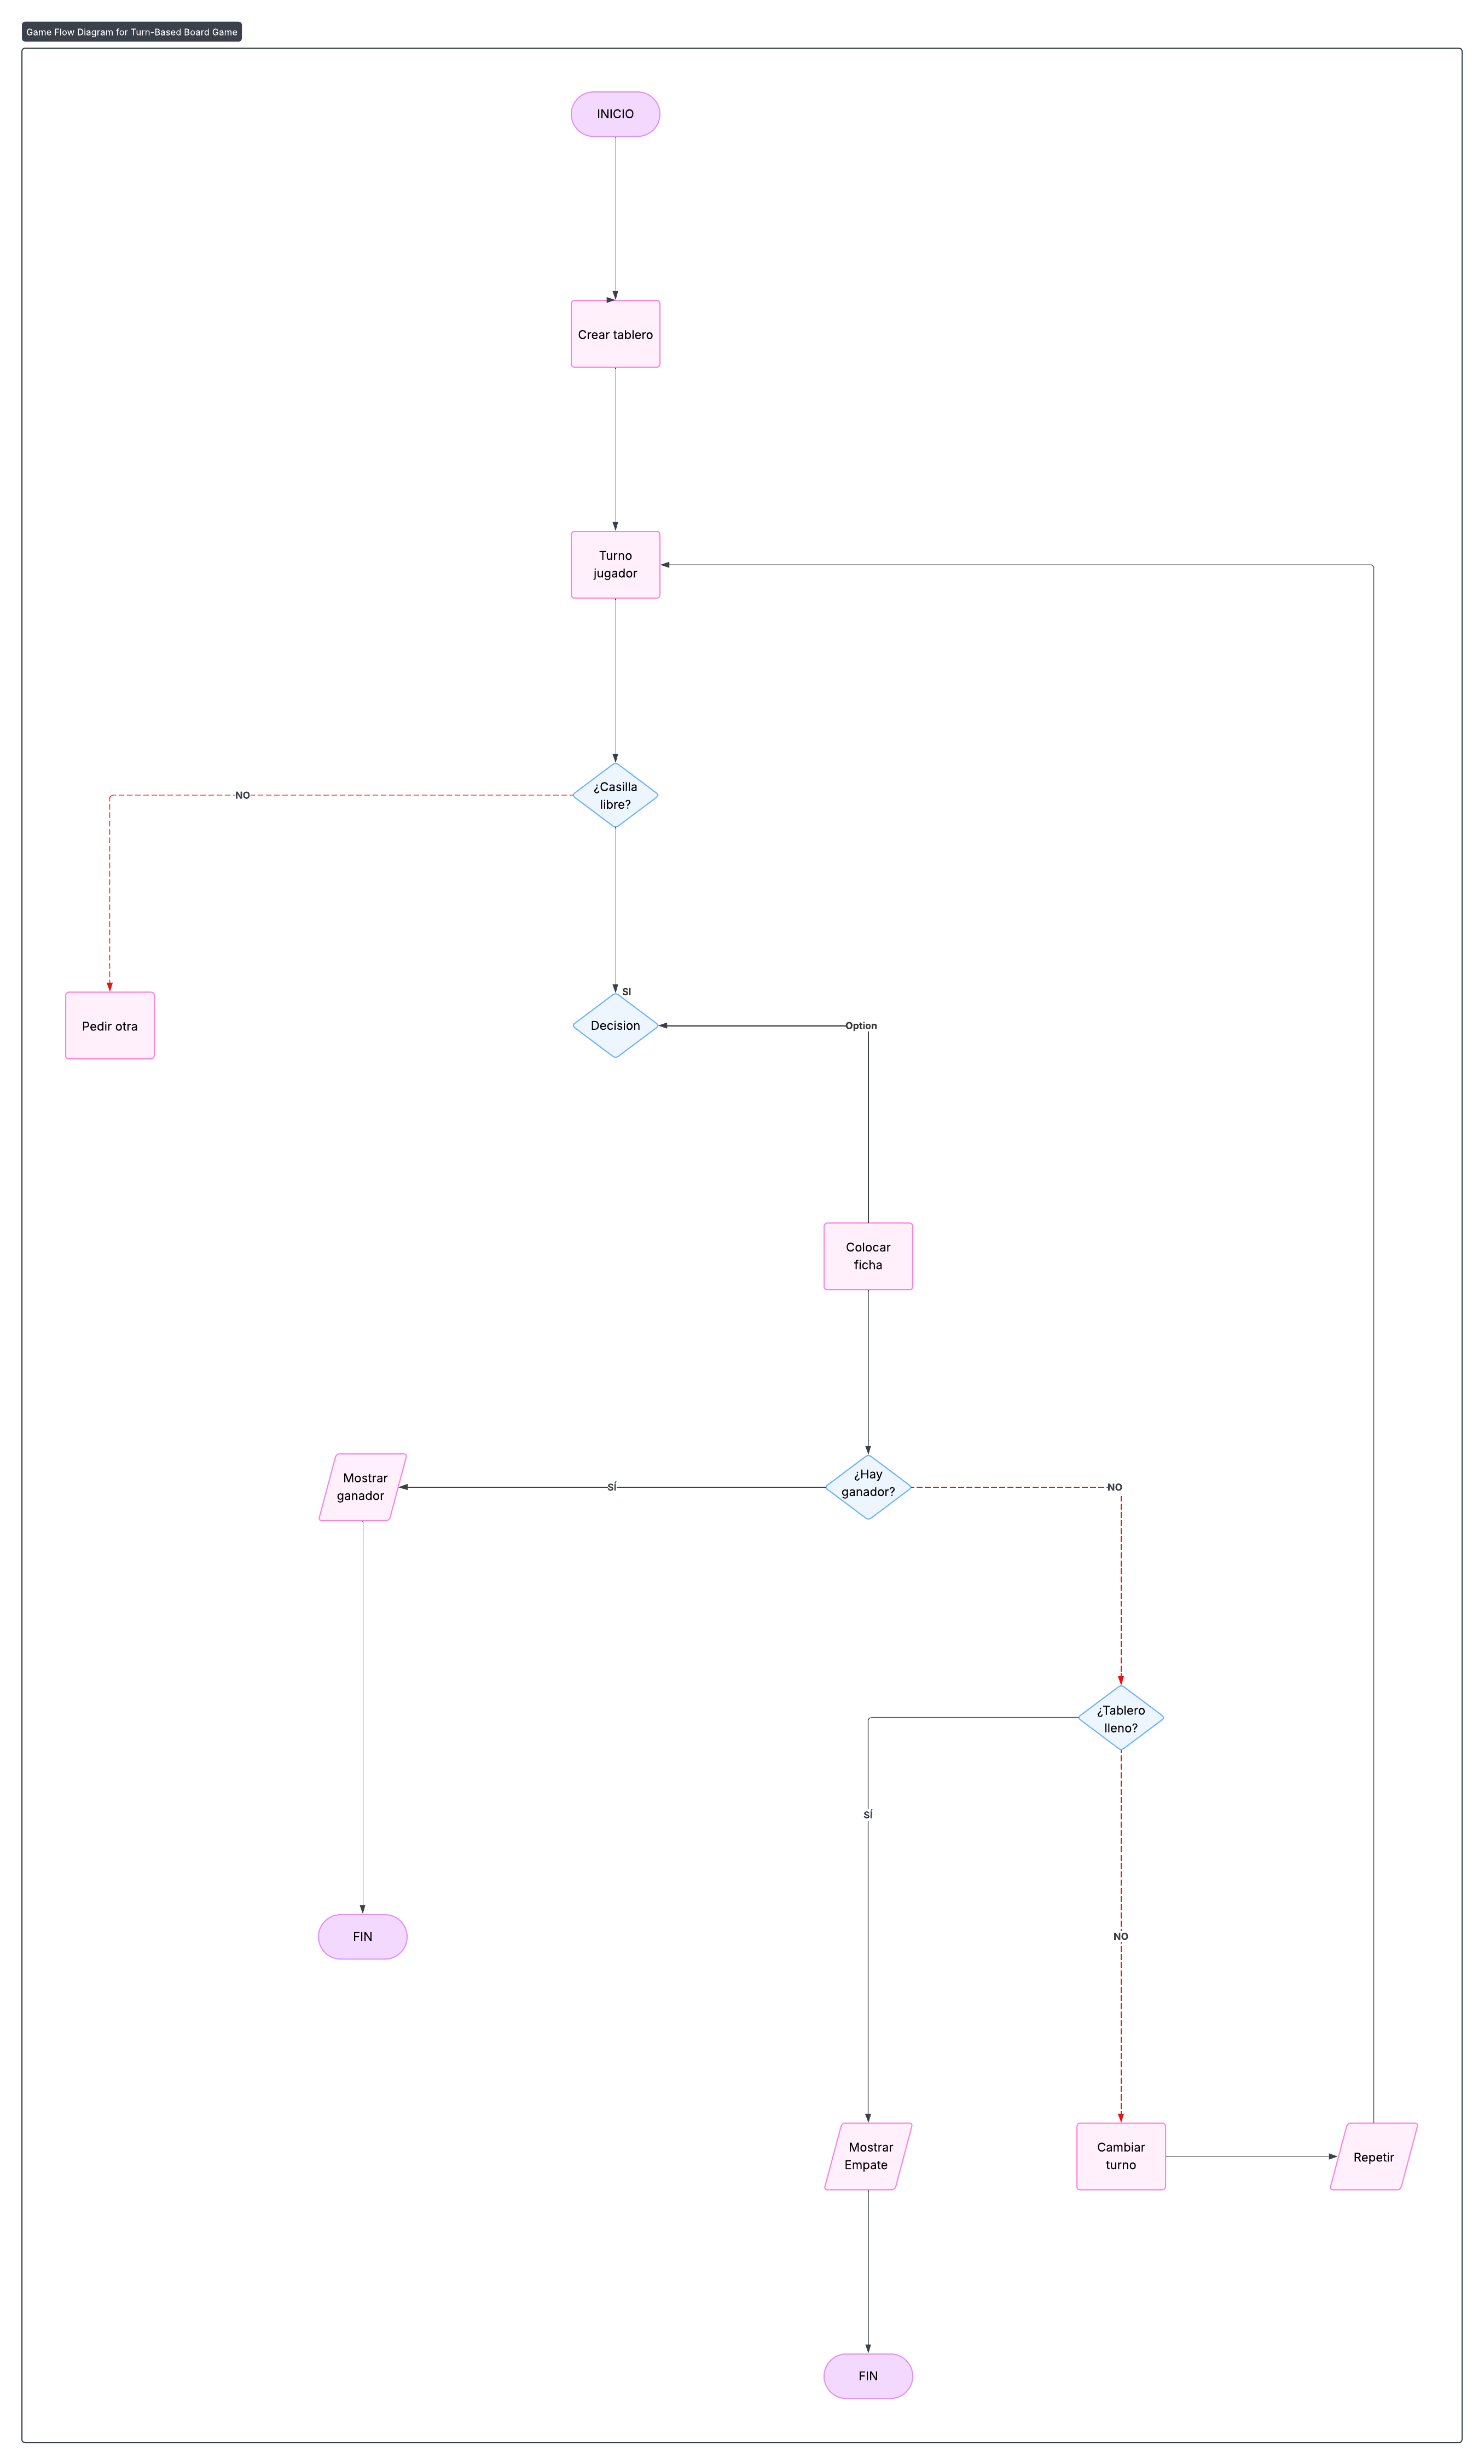 Game Flow Diagram for Turn-Based Board Game
INICIO
Crear tablero
Turno
jugador
¿Casilla
libre?
NO
SI
Pedir otra
Decision
Option
Colocar
ficha
Mostrar
ganador
SÍ
¿Hay
ganador?
NO
¿Tablero
lleno?
SÍ
FIN
NO
Mostrar
Empate
Cambiar
turno
Repetir
FIN